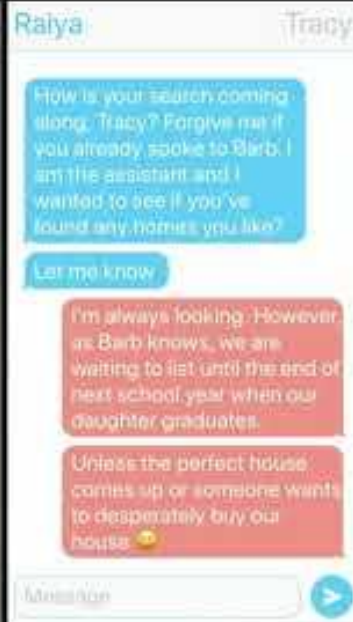 Raiya Tracy
How is your search coming
along, Tracy? Forgive me if
you already spoke to Barb. I
am the assistant and I
wanted to see if you've
found any homes you like?
Let me know
I'm always looking. However,
as Barb knows, we are
waiting to list until the end of
next school year when our
daughter graduates.
Unless the perfect house
comes up or someone wants
to desperately buy our
house 😊
Message